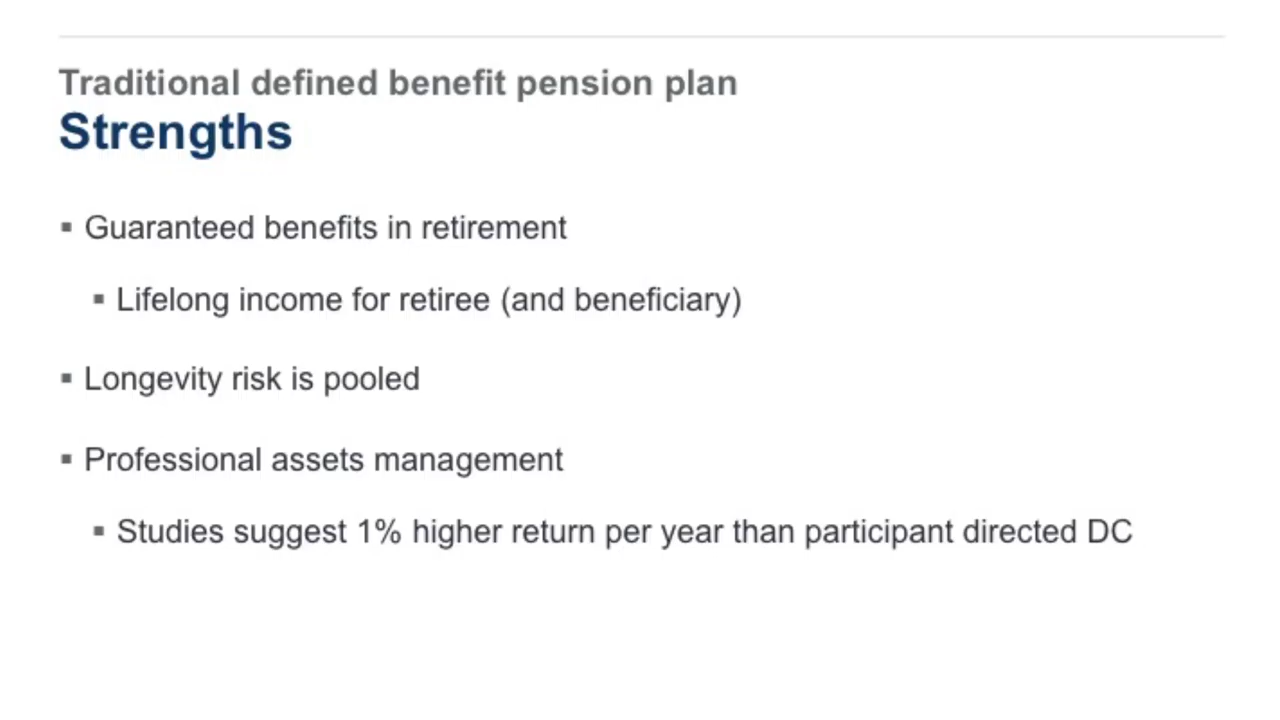 Traditional defined benefit pension plan
Strengths
▪ Guaranteed benefits in retirement
▪ Lifelong income for retiree (and beneficiary)
▪ Longevity risk is pooled
▪ Professional assets management
▪ Studies suggest 1% higher return per year than participant directed DC